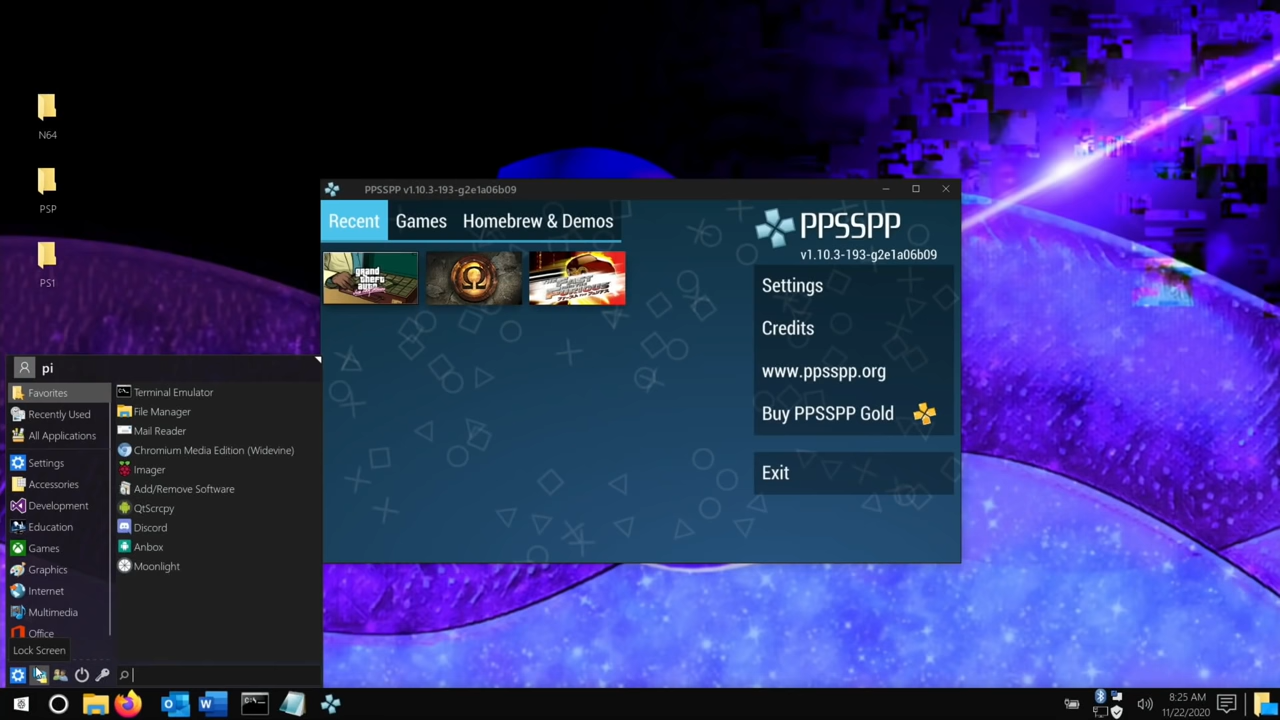 N64
PSP
PS1
PPSSPP v1.10.3-193-g2e1a06b09
Recent
Games
Homebrew & Demos
PPSSPP
v1.10.3-193-g2e1a06b09
grand
theft
auto
Settings
Credits
www.ppsspp.org
Buy PPSSPP Gold
Exit
pi
Favorites
Recently Used
All Applications
Settings
Accessories
Development
Education
Games
Graphics
Internet
Multimedia
Office
Lock Screen
Terminal Emulator
File Manager
Mail Reader
Chromium Media Edition (Widevine)
Imager
Add/Remove Software
QtScrcpy
Discord
Anbox
Moonlight
8:25 AM
11/22/2020